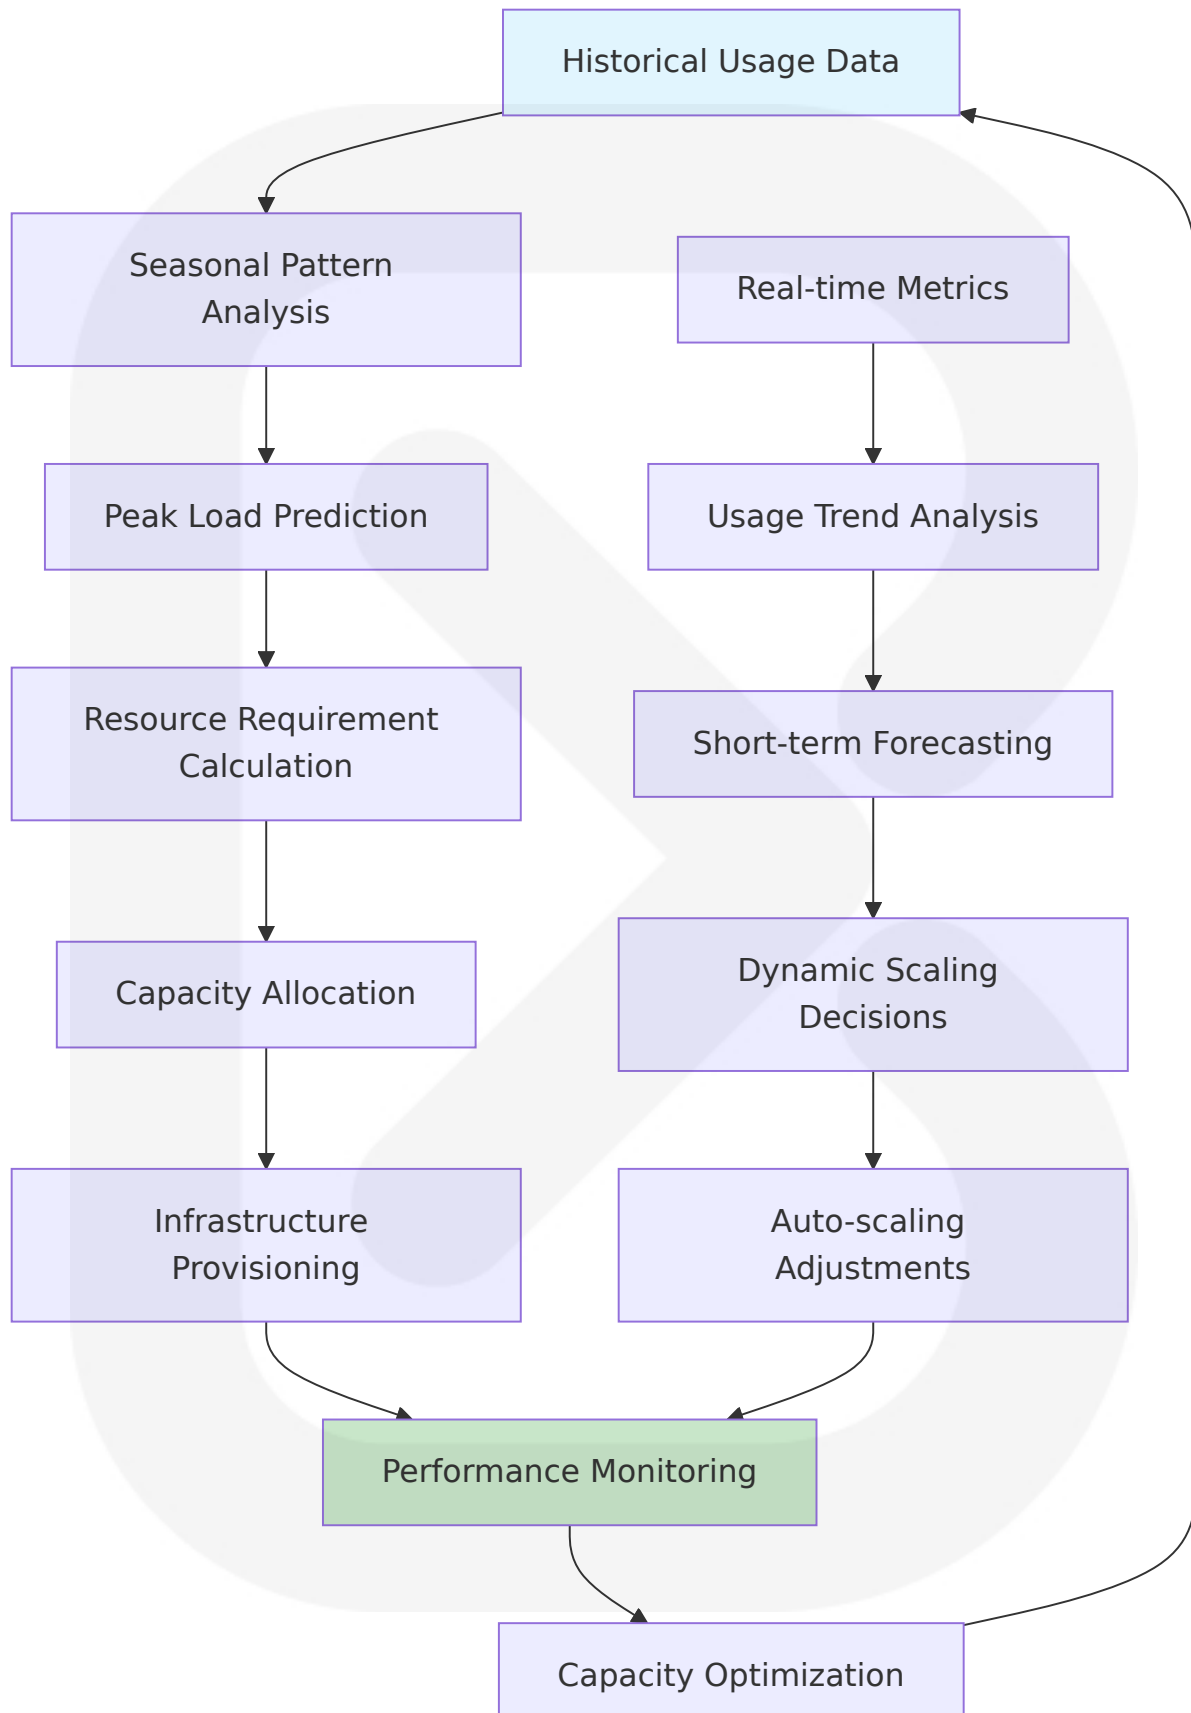 Historical Usage Data
Seasonal Pattern
Analysis
Real-time Metrics
Peak Load Prediction
Usage Trend Analysis
Resource Requirement
Calculation
Short-term Forecasting
Capacity Allocation
Dynamic Scaling
Decisions
Infrastructure
Provisioning
Auto-scaling
Adjustments
Performance Monitoring
Capacity Optimization